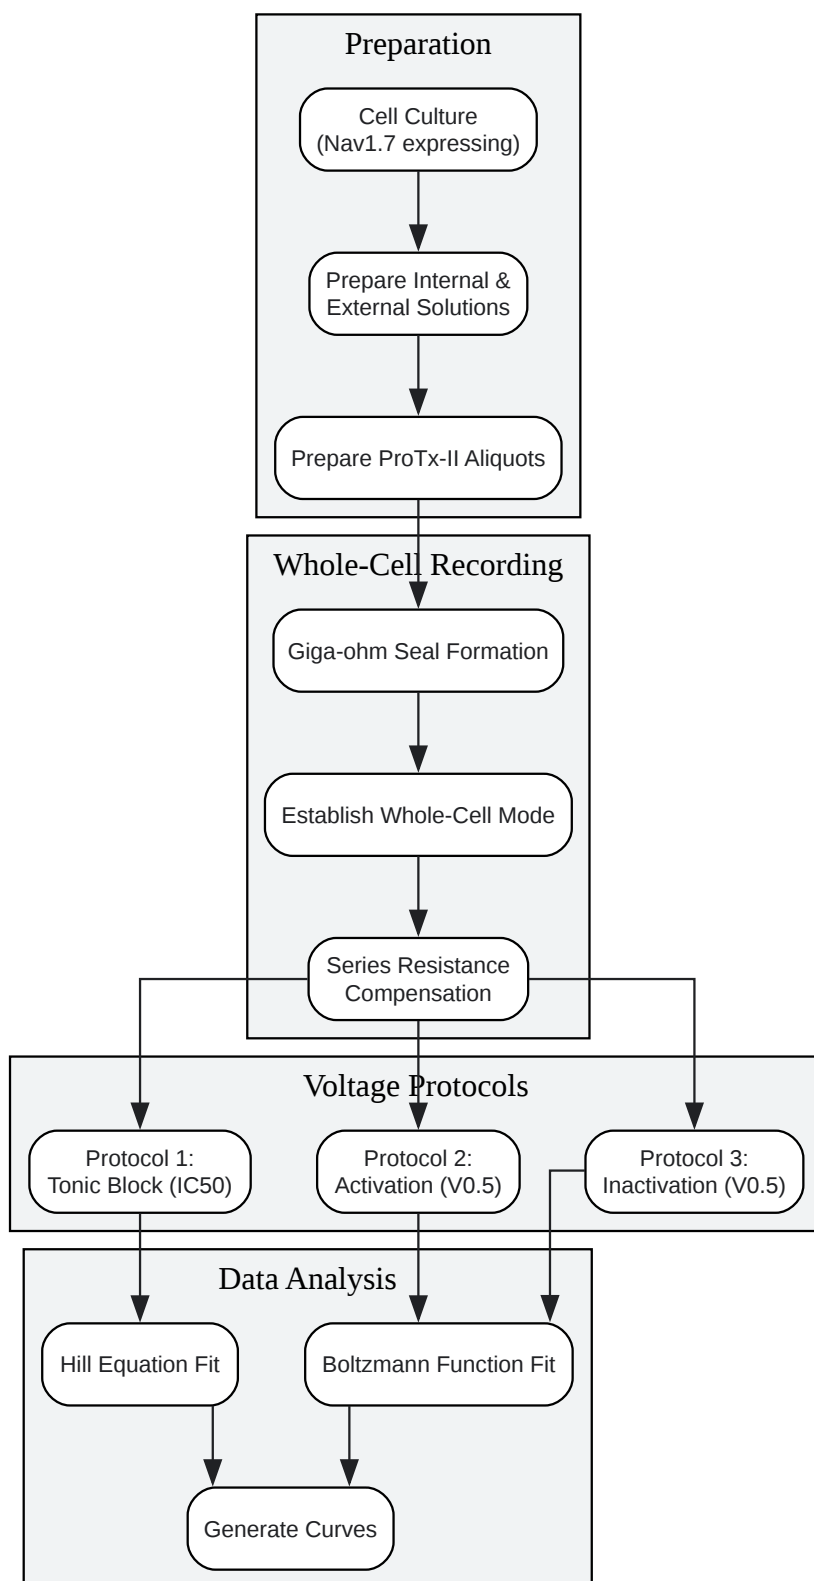 Preparation
Cell Culture
(Nav1.7 expressing)
Prepare Internal &
External Solutions
Prepare ProTx-II Aliquots
Whole-Cell Recording
Giga-ohm Seal Formation
Establish Whole-Cell Mode
Series Resistance
Compensation
Voltage Protocols
Protocol 1:
Tonic Block (IC50)
Protocol 2:
Activation (V0.5)
Protocol 3:
Inactivation (V0.5)
Data Analysis
Hill Equation Fit
Boltzmann Function Fit
Generate Curves